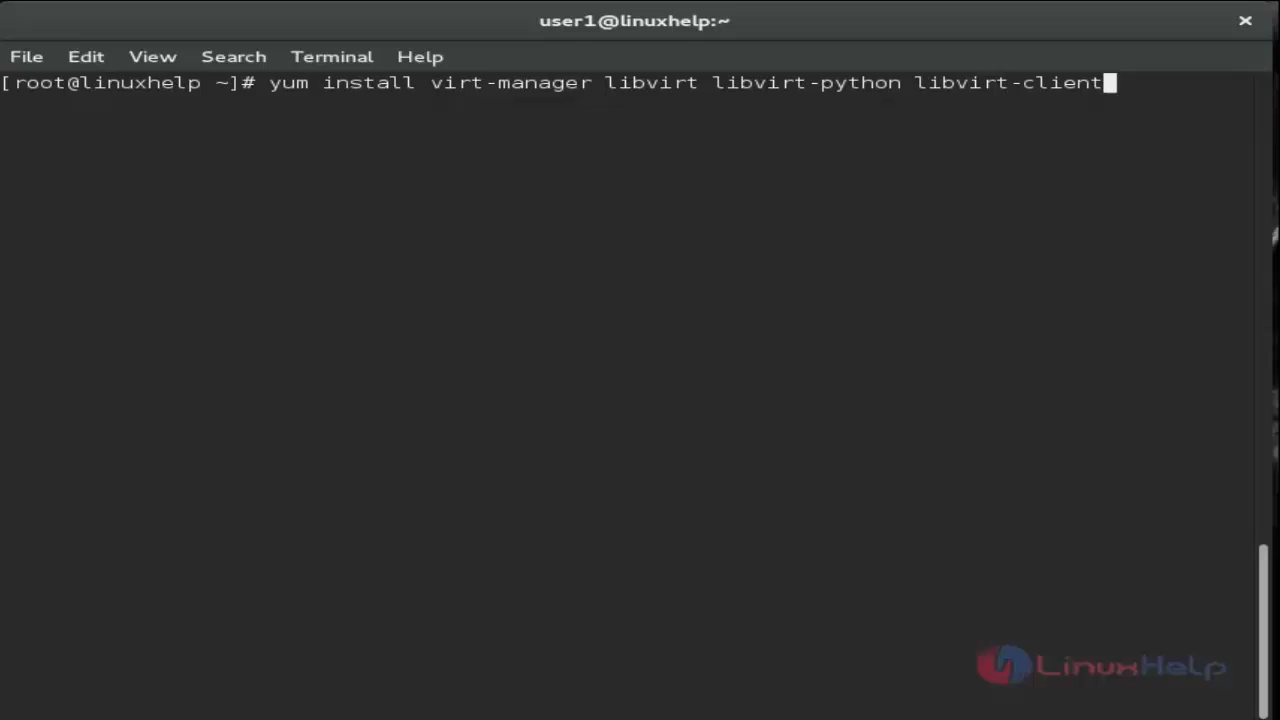 user1@linuxhelp:~ ×
File Edit View Search Terminal Help
[root@linuxhelp ~]# yum install virt-manager libvirt libvirt-python libvirt-client
LinuxHelp